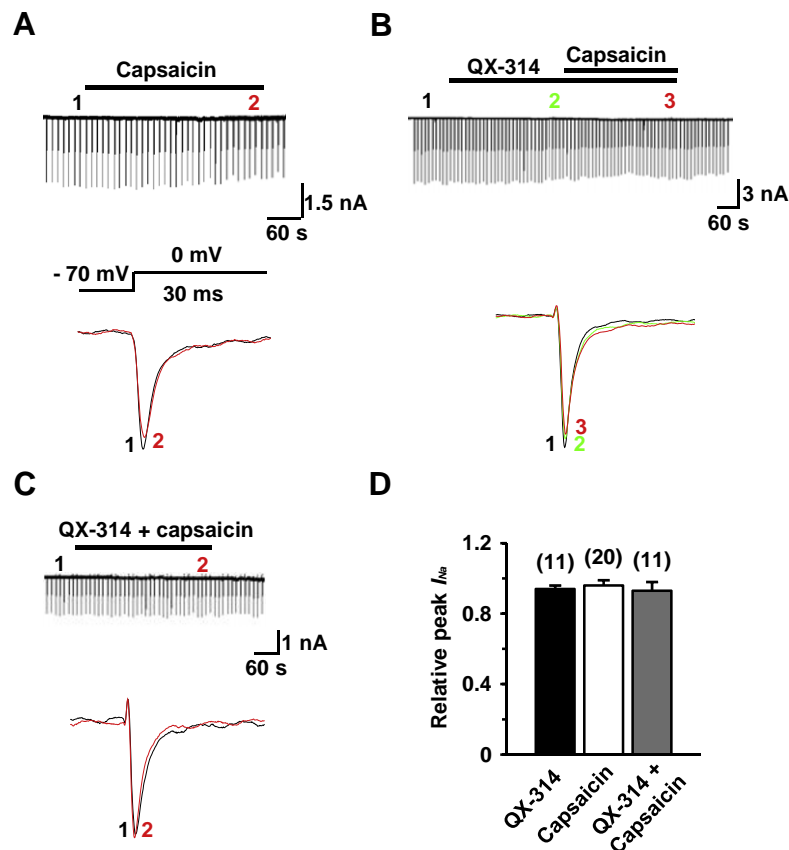 A
Capsaicin
1 2
1.5 nA
60 s
0 mV
- 70 mV
30 ms
1 2
B
Capsaicin
QX-314
1 2 3
3 nA
60 s
3
1 2
C
QX-314 + capsaicin
1 2
1 nA
60 s
1 2
D
Relative peak INa
1.2
0.8
0.4
0
(11) (20) (11)
QX-314
Capsaicin
QX-314 +
Capsaicin